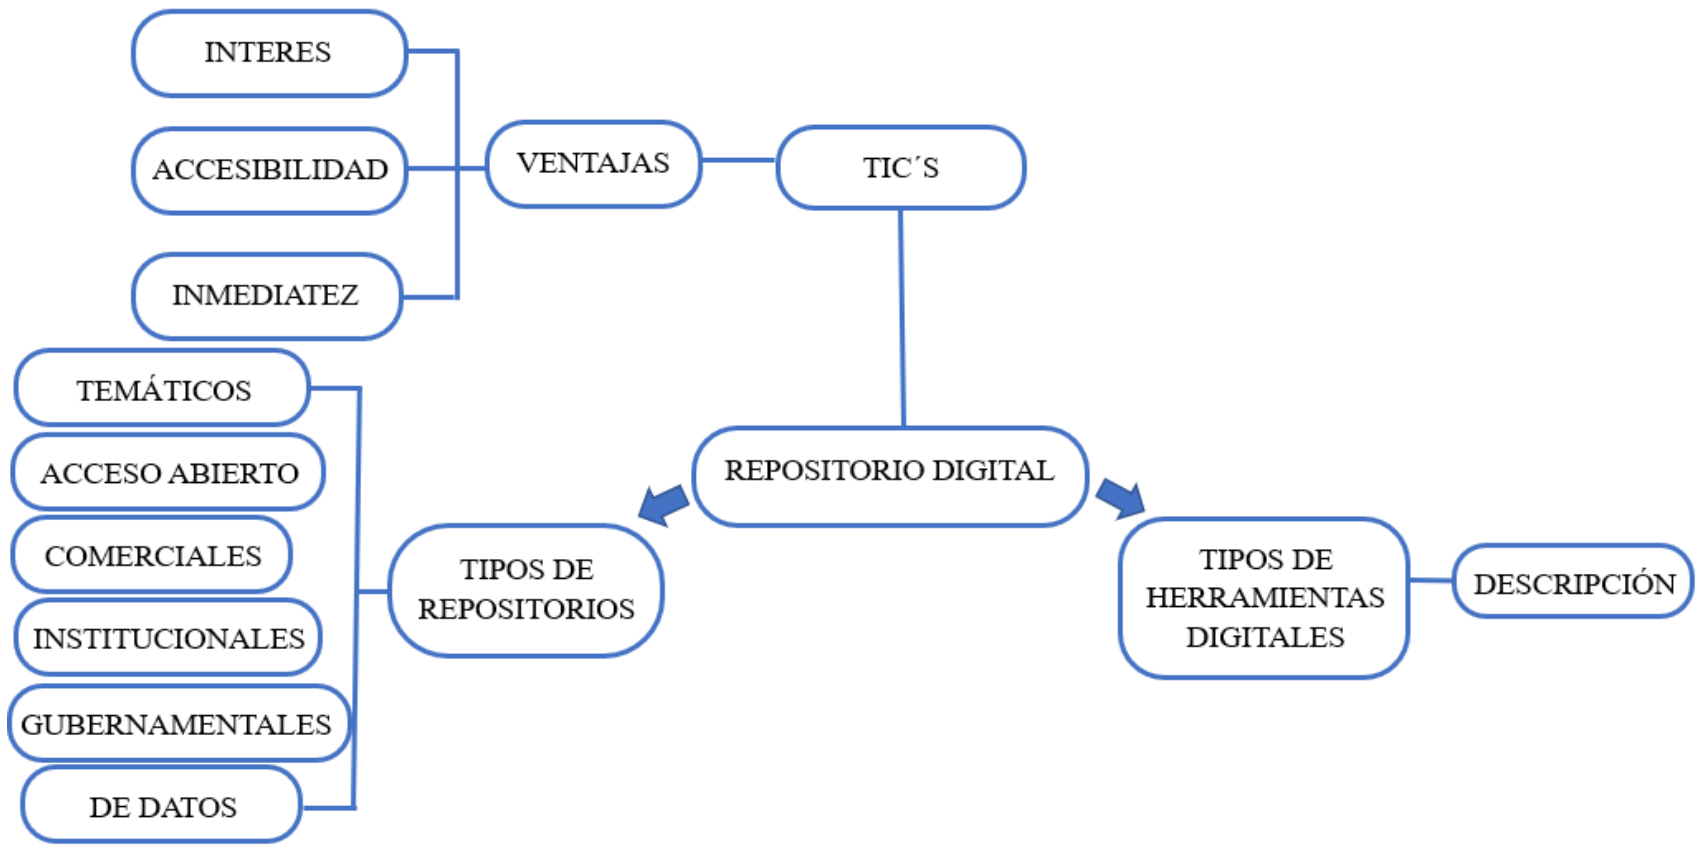 INTERES
ACCESIBILIDAD
INMEDIATEZ
VENTAJAS
TIC´S
TEMÁTICOS
ACCESO ABIERTO
COMERCIALES
INSTITUCIONALES
GUBERNAMENTALES
DE DATOS
TIPOS DE
REPOSITORIOS
REPOSITORIO DIGITAL
TIPOS DE
HERRAMIENTAS
DIGITALES
DESCRIPCIÓN